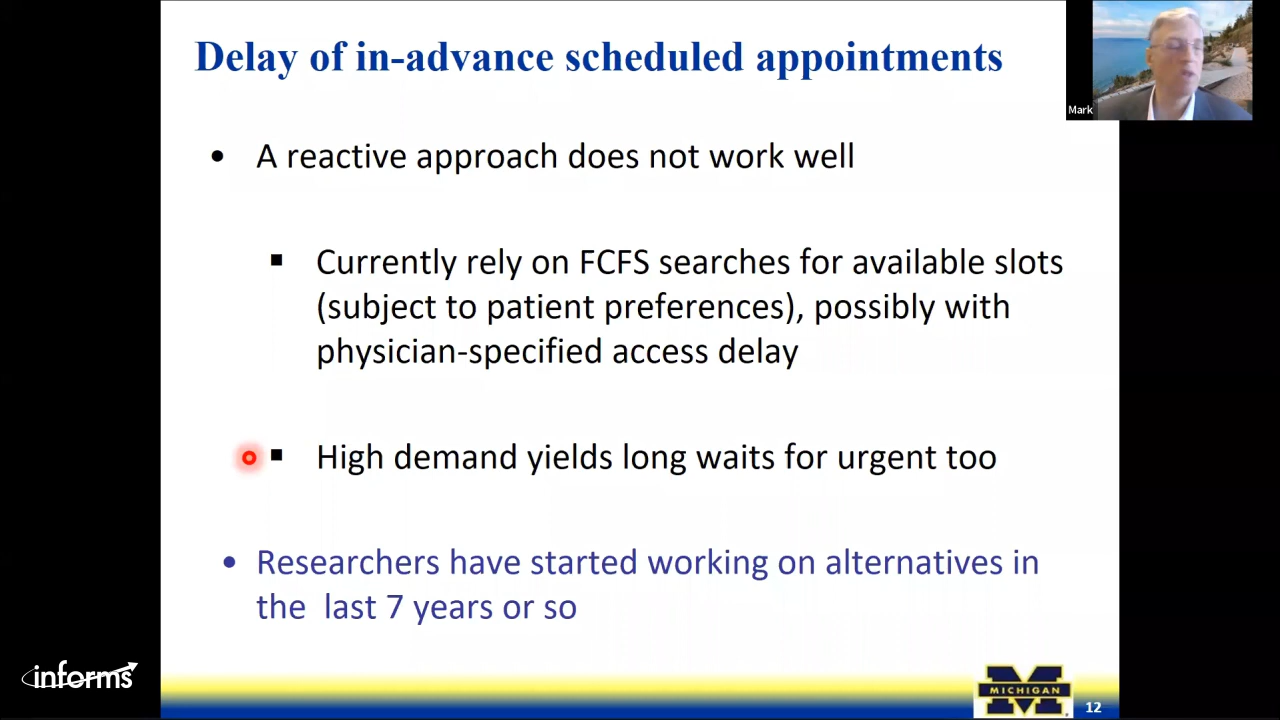 Delay of in-advance scheduled appointments
Mark
• A reactive approach does not work well
▪ Currently rely on FCFS searches for available slots
(subject to patient preferences), possibly with
physician-specified access delay
▪ High demand yields long waits for urgent too
• Researchers have started working on alternatives in
the last 7 years or so
informs
MICHIGAN
12